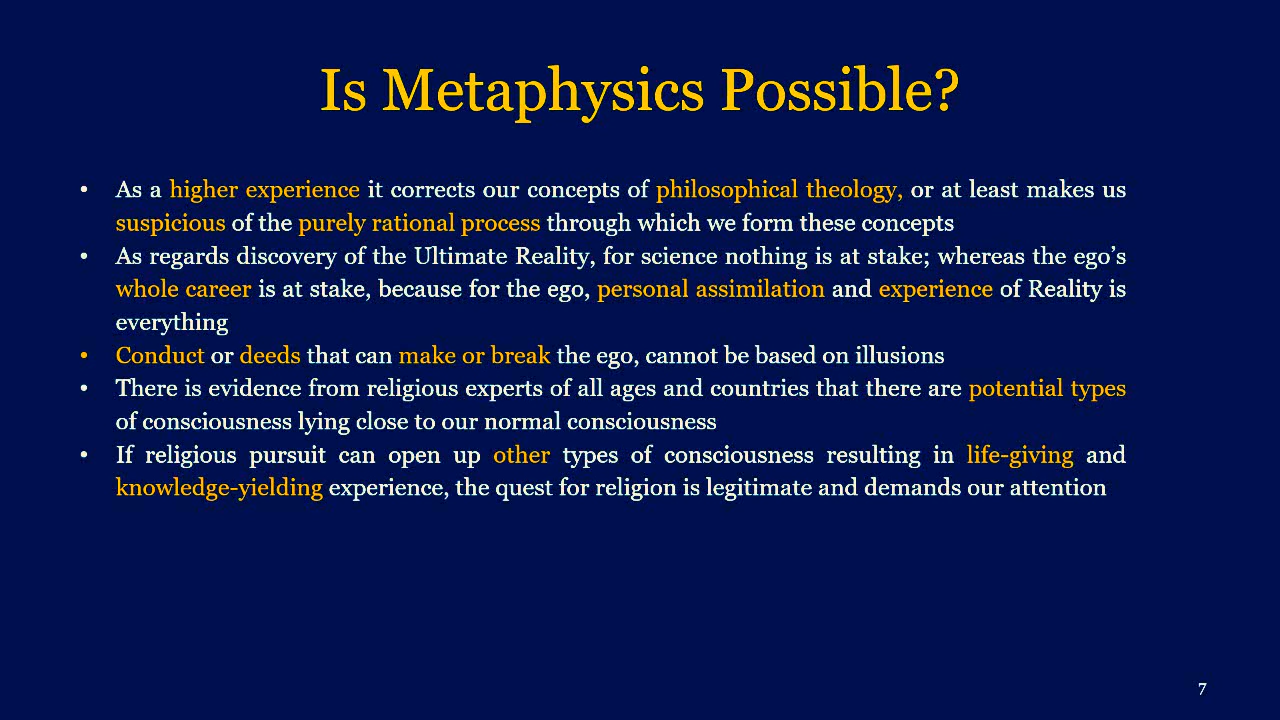 Is Metaphysics Possible?
• As a higher experience it corrects our concepts of philosophical theology, or at least makes us
suspicious of the purely rational process through which we form these concepts
• As regards discovery of the Ultimate Reality, for science nothing is at stake; whereas the ego’s
whole career is at stake, because for the ego, personal assimilation and experience of Reality is
everything
• Conduct or deeds that can make or break the ego, cannot be based on illusions
• There is evidence from religious experts of all ages and countries that there are potential types
of consciousness lying close to our normal consciousness
• If religious pursuit can open up other types of consciousness resulting in life-giving and
knowledge-yielding experience, the quest for religion is legitimate and demands our attention
7